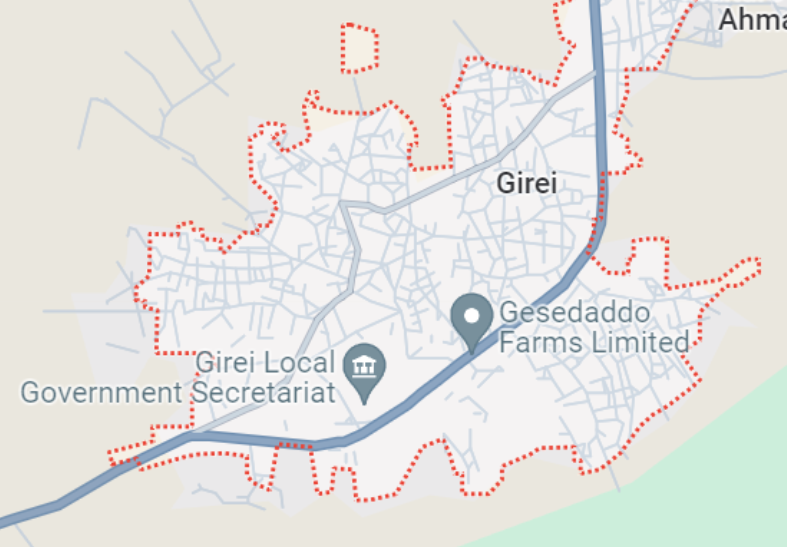 Ahma
Girei
Gesedaddo
Farms Limited
Girei Local
Government Secretariat